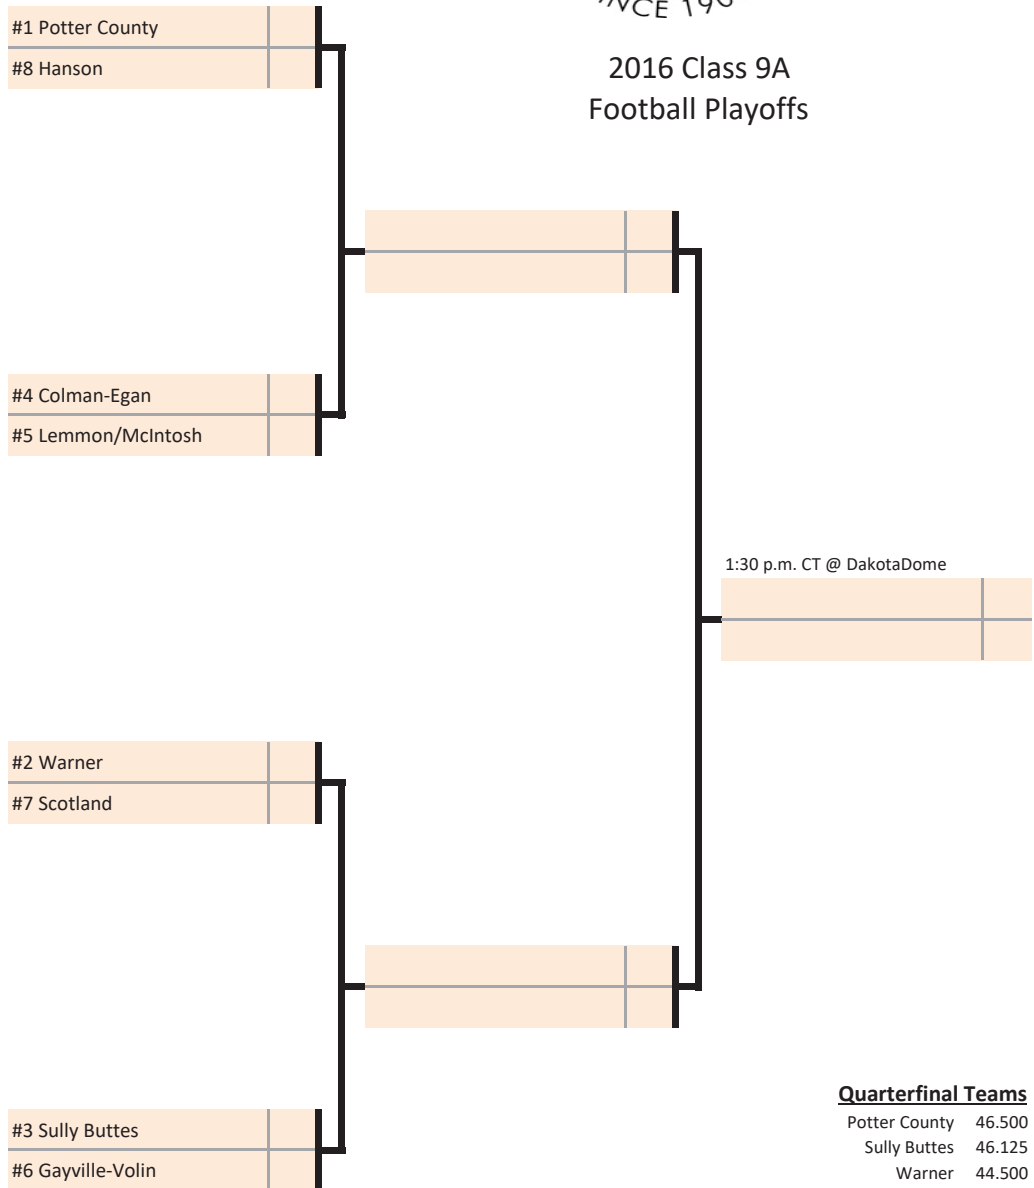 #1 Potter County
#8 Hanson
2016 Class 9A
Football Playoffs
#4 Colman-Egan
#5 Lemmon/McIntosh
1:30 p.m. CT @ DakotaDome
#2 Warner
#7 Scotland
#3 Sully Buttes
#6 Gayville-Volin
Quarterfinal Teams
Potter County 46.500
Sully Buttes 46.125
Warner 44.500